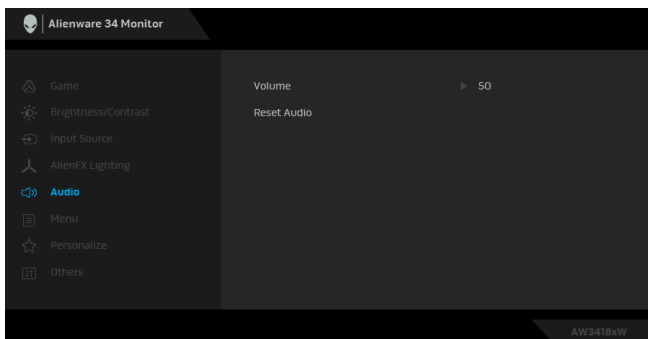 Alienware 34 Monitor
Game
Volume 50
Brightness/Contrast
Reset Audio
Input Source
AlienFX Lighting
Audio
Menu
Personalize
Others
AW3418xW